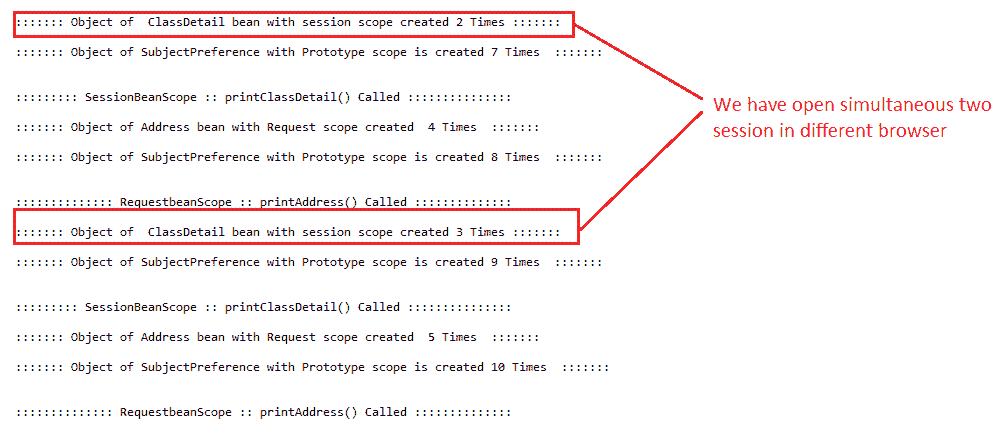 ::::::: Object of  ClassDetail bean with session scope created 2 Times :::::::
::::::: Object of SubjectPreference with Prototype scope is created 7 Times  :::::::
::::::::: SessionBeanScope :: printClassDetail() Called :::::::::::::::
::::::: Object of Address bean with Request scope created  4 Times  :::::::
::::::: Object of SubjectPreference with Prototype scope is created 8 Times  :::::::
:::::::::::::: RequestbeanScope :: printAddress() Called ::::::::::::::
::::::: Object of  ClassDetail bean with session scope created 3 Times :::::::
::::::: Object of SubjectPreference with Prototype scope is created 9 Times  :::::::
::::::::: SessionBeanScope :: printClassDetail() Called :::::::::::::::
::::::: Object of Address bean with Request scope created  5 Times  :::::::
::::::: Object of SubjectPreference with Prototype scope is created 10 Times  :::::::
:::::::::::::: RequestbeanScope :: printAddress() Called ::::::::::::::
We have open simultaneous two
session in different browser